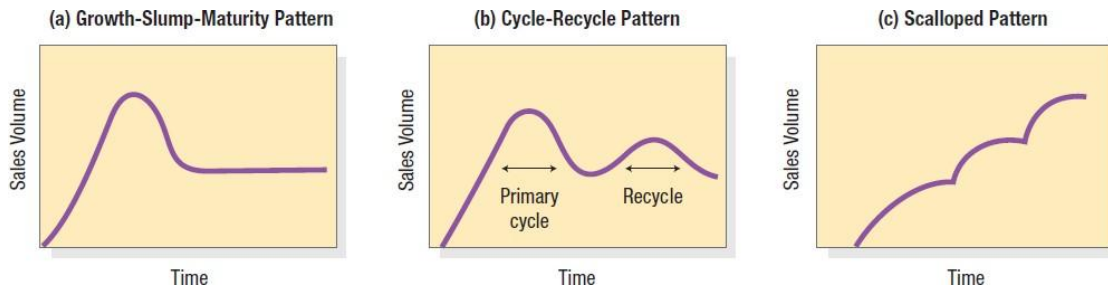 (a) Growth-Slump-Maturity Pattern
Sales Volume
Time
(b) Cycle-Recycle Pattern
Sales Volume
Primary
cycle
Recycle
Time
(c) Scalloped Pattern
Sales Volume
Time